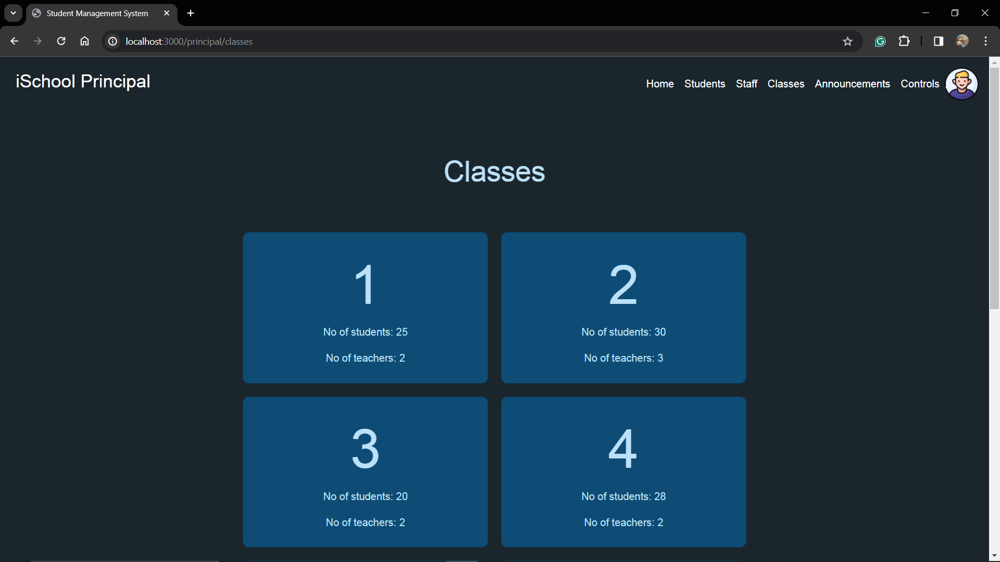 Student Management System
localhost:3000/principal/classes
iSchool Principal
Home Students Staff Classes Announcements Controls
Classes
1
No of students: 25
No of teachers: 2
2
No of students: 30
No of teachers: 3
3
No of students: 20
No of teachers: 2
4
No of students: 28
No of teachers: 2